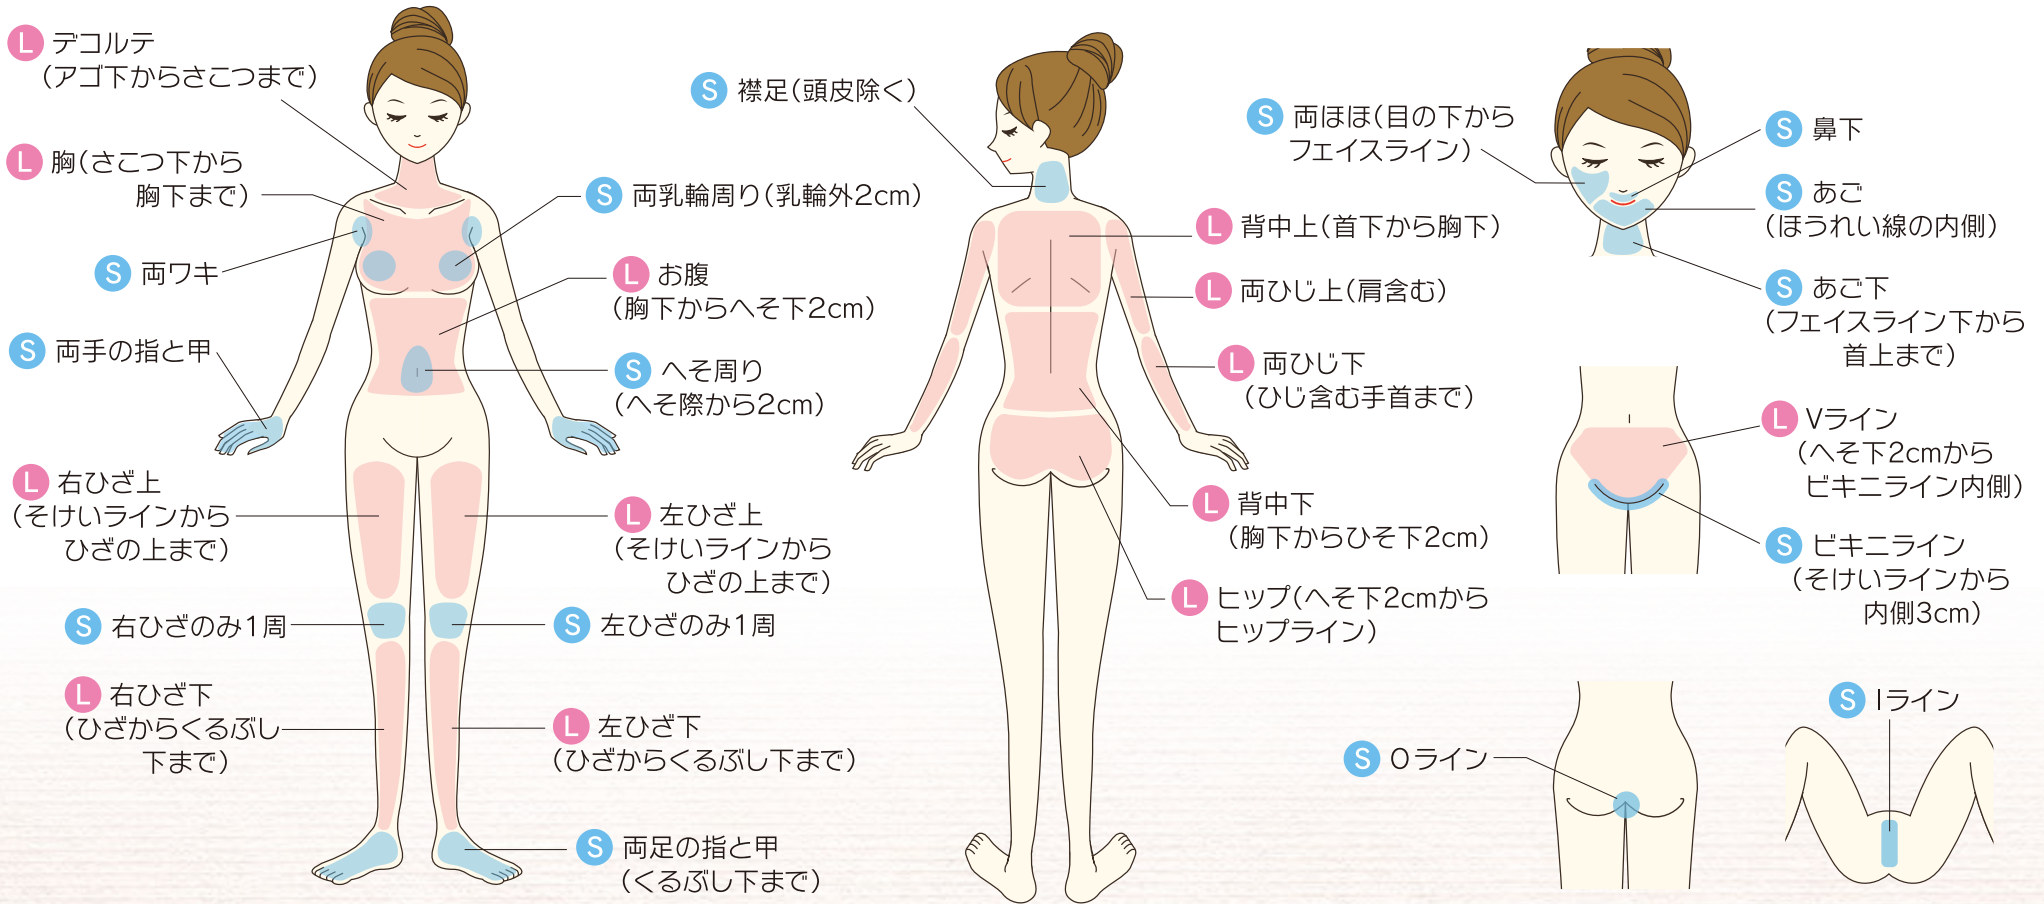 L デコルテ
(アゴ下からさこつまで)
L 胸(さこつ下から
胸下まで)
S 両ワキ
S 両手の指と甲
L 右ひざ上
(そけいラインから
ひざの上まで)
S 右ひざのみ1周
L 右ひざ下
(ひざからくるぶし
下まで)
S 両乳輪周り(乳輪外2cm)
L お腹
(胸下からへそ下2cm)
S へそ周り
(へそ際から2cm)
L 左ひざ上
(そけいラインから
ひざの上まで)
S 左ひざのみ1周
L 左ひざ下
(ひざからくるぶし下まで)
S 両足の指と甲
(くるぶし下まで)
S 襟足(頭皮除く)
L 背中上(首下から胸下)
L 両ひじ上(肩含む)
L 両ひじ下
(ひじ含む手首まで)
L 背中下
(胸下からひそ下2cm)
L ヒップ(へそ下2cmから
ヒップライン)
S 両ほほ(目の下から
フェイスライン)
S 鼻下
S あご
(ほうれい線の内側)
S あご下
(フェイスライン下から
首上まで)
L Vライン
(へそ下2cmから
ビキニライン内側)
S ビキニライン
(そけいラインから
内側3cm)
S Oライン
S Iライン